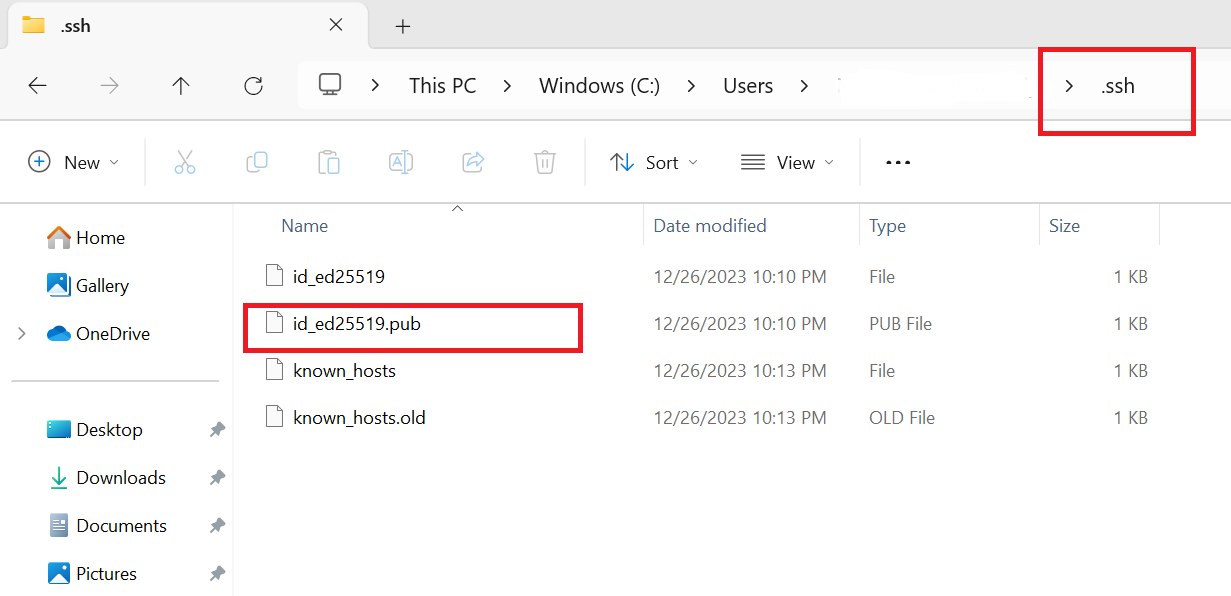 .ssh
This PC > Windows (C:) > Users > > .ssh
New Sort View
Name Date modified Type Size
Home
Gallery
OneDrive
Desktop
Downloads
Documents
Pictures
id_ed25519 12/26/2023 10:10 PM File 1 KB
id_ed25519.pub 12/26/2023 10:10 PM PUB File 1 KB
known_hosts 12/26/2023 10:13 PM File 1 KB
known_hosts.old 12/26/2023 10:13 PM OLD File 1 KB